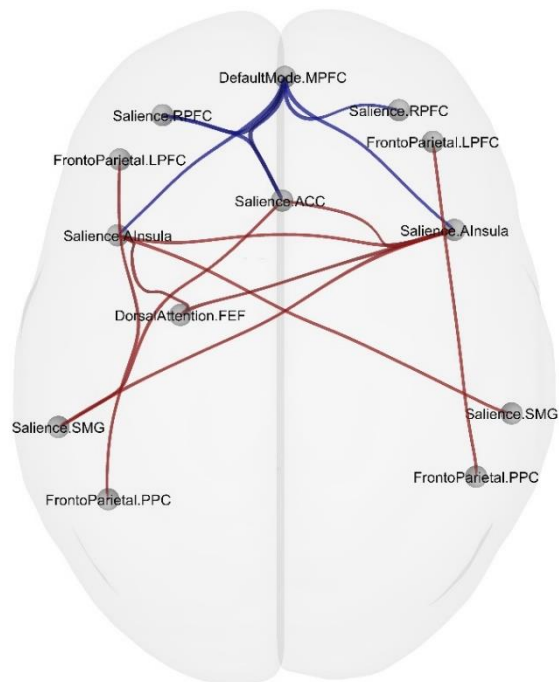 DefaultMode.MPFC
Salience.RPFC
Salience.RPFC
FrontoParietal.LPFC
FrontoParietal.LPFC
Salience.ACC
Salience.AInsula
Salience.AInsula
DorsalAttention.FEF
Salience.SMG
Salience.SMG
FrontoParietal.PPC
FrontoParietal.PPC